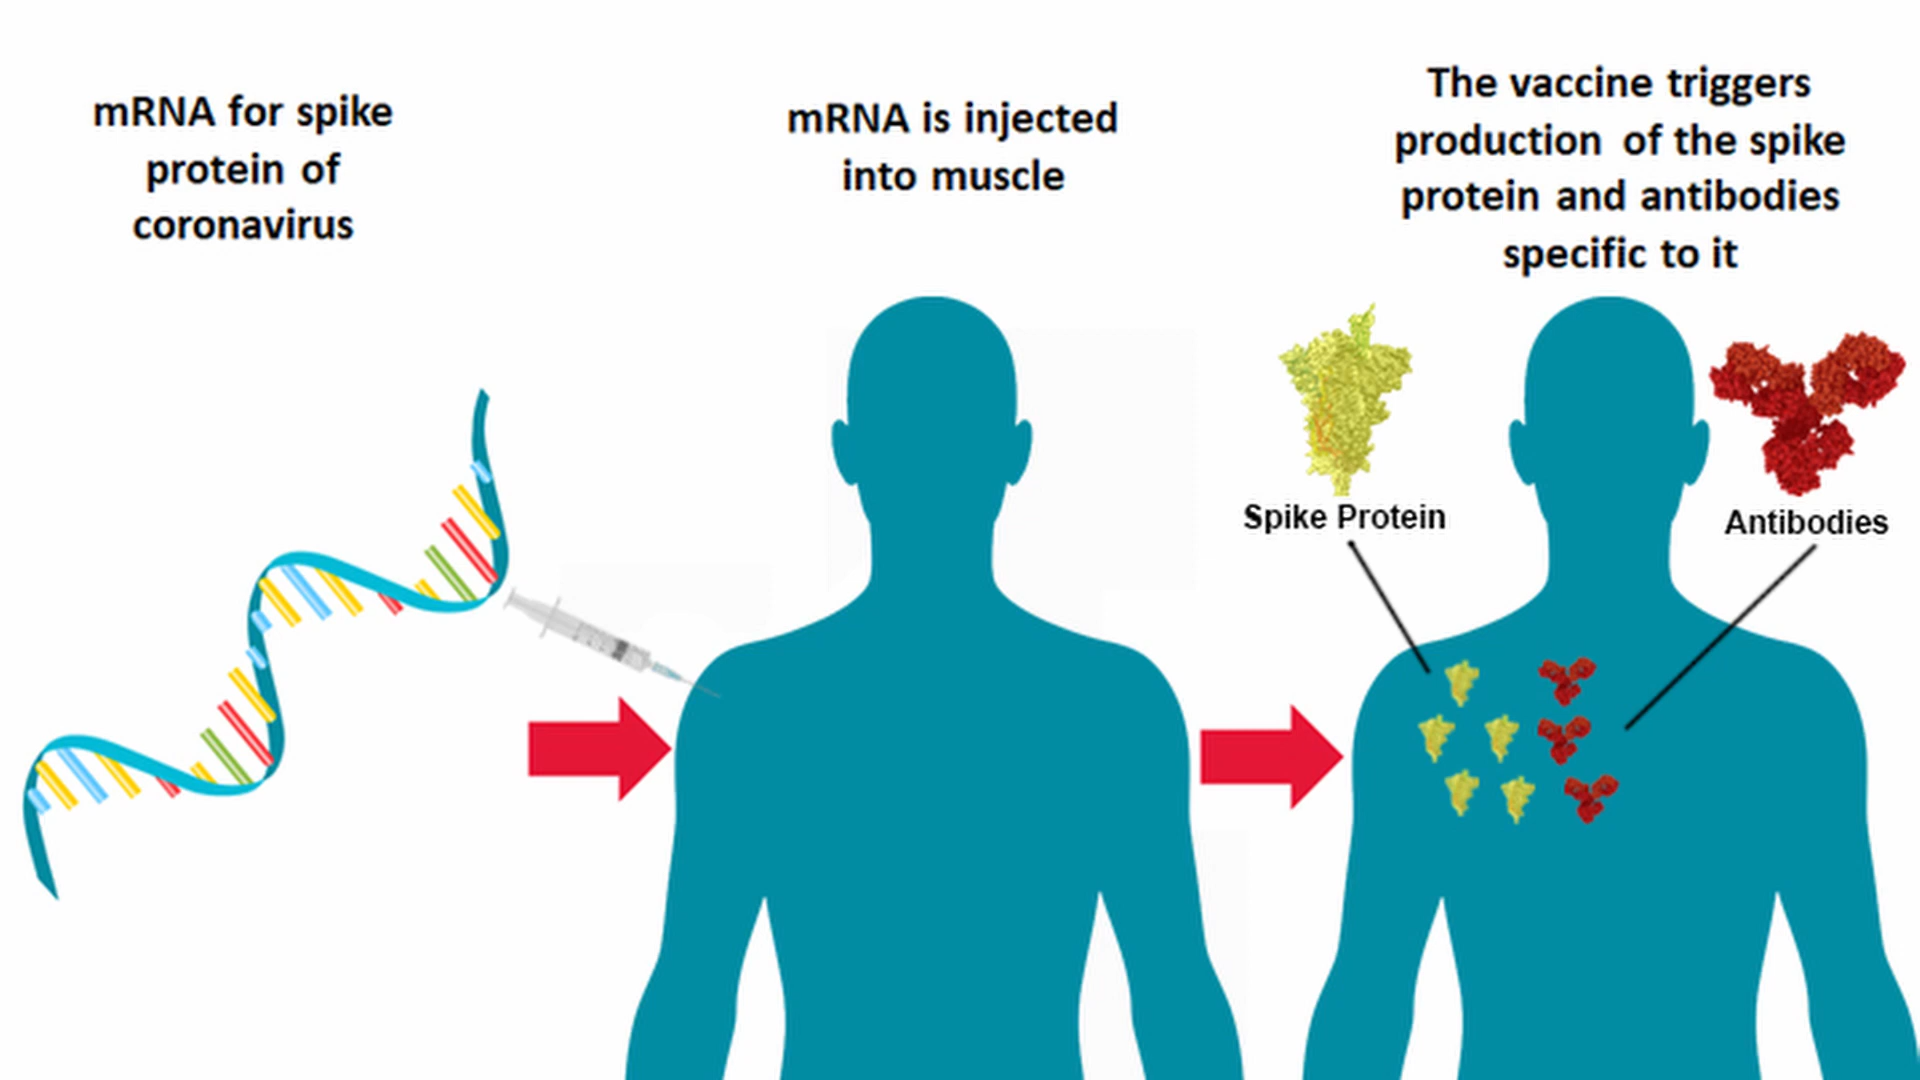 mRNA for spike
protein of
coronavirus
mRNA is injected
into muscle
The vaccine triggers
production of the spike
protein and antibodies
specific to it
Spike Protein
Antibodies